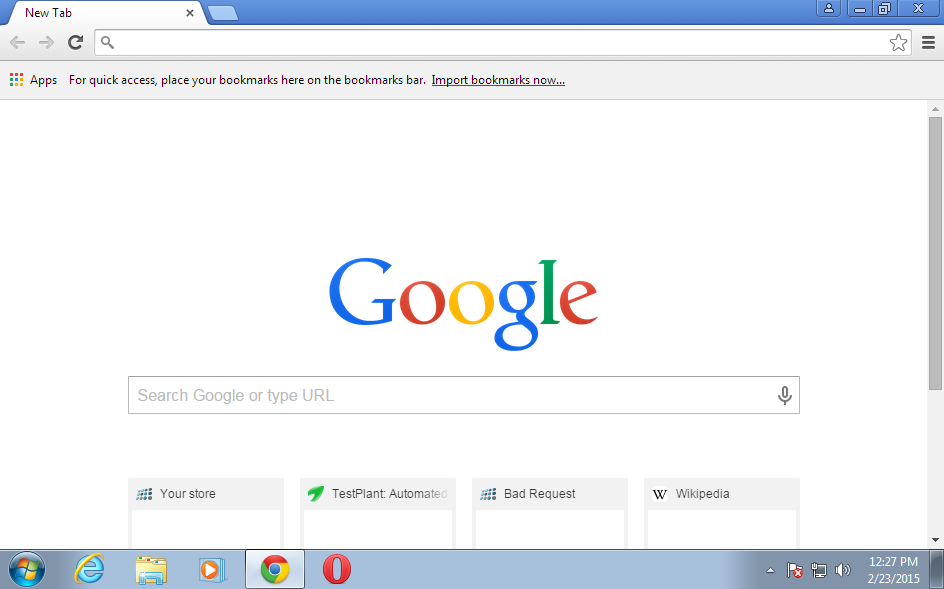 New Tab
Apps For quick access, place your bookmarks here on the bookmarks bar. Import bookmarks now...
Google
Search Google or type URL
Your store
TestPlant: Automated
Bad Request
W Wikipedia
12:27 PM
2/23/2015